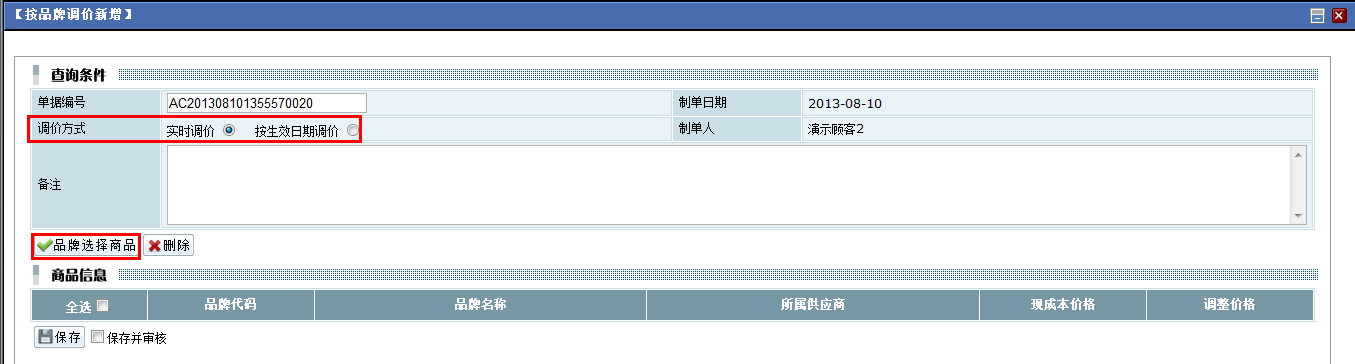 【按品牌调价新增】
查询条件
单据编号 AC201308101355570020 制单日期 2013-08-10
调价方式 实时调价 按生效日期调价 制单人 演示顾客2
备注
品牌选择商品 删除
商品信息
全选 品牌代码 品牌名称 所属供应商 现成本价格 调整价格
保存 保存并审核